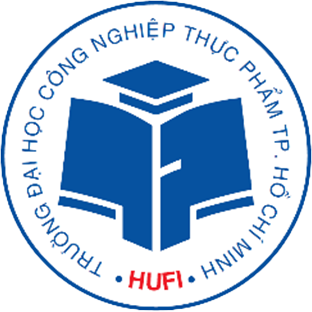 TRƯỜNG ĐẠI HỌC CÔNG NGHIỆP THỰC PHẨM TP. HỒ CHÍ MINH
• HUFI •